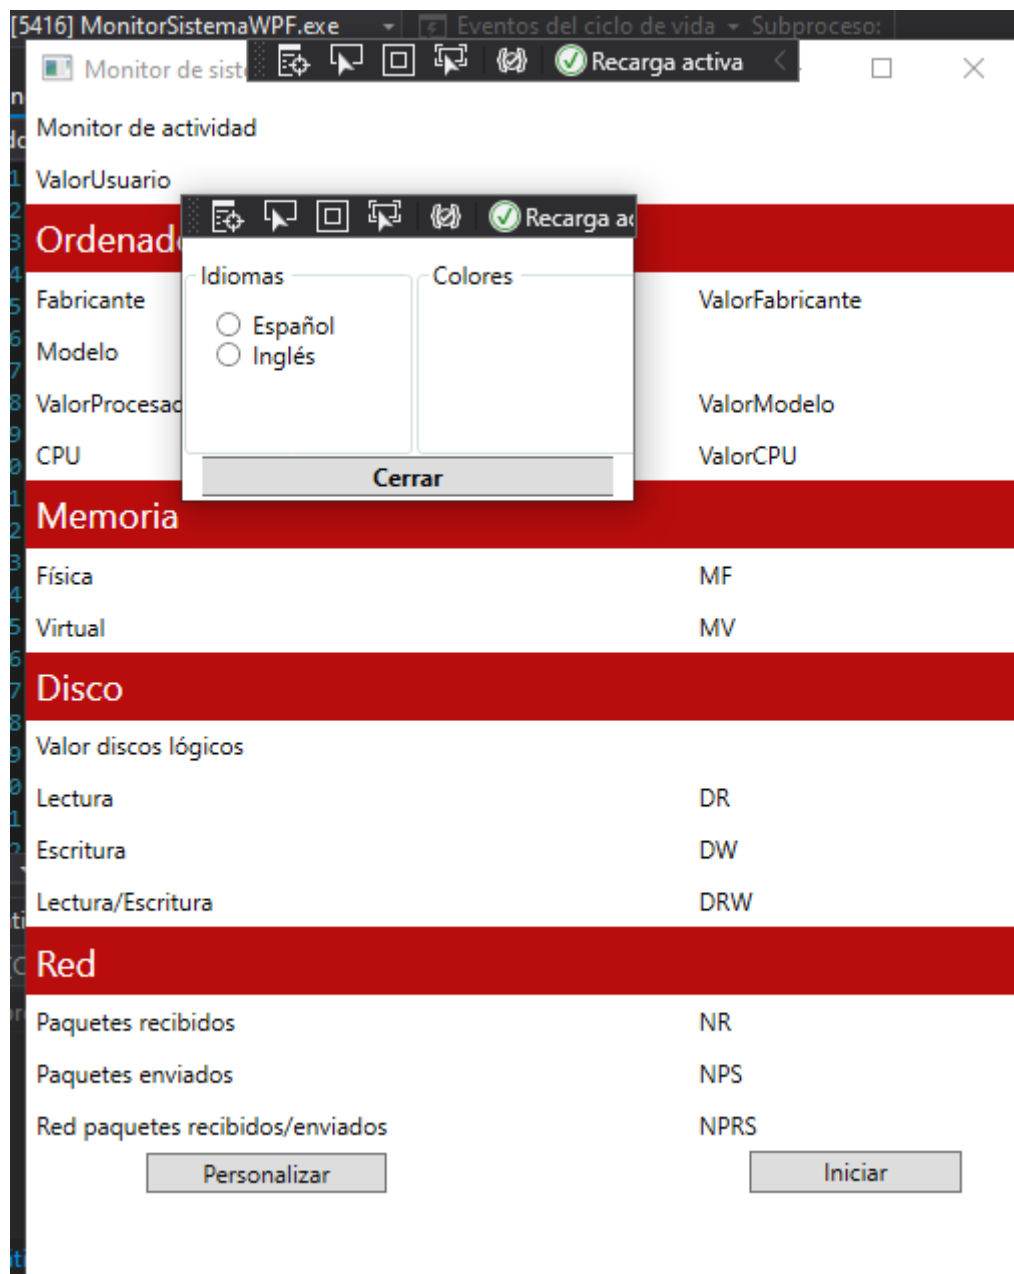 [5416] MonitorSistemaWPF.exe Eventos del ciclo de vida Subproceso:
Monitor de siste Recarga activa
Monitor de actividad
ValorUsuario
Recarga ac
Ordenado
Idiomas Colores
Fabricante ValorFabricante
Español
Modelo Inglés
ValorProcesad ValorModelo
CPU ValorCPU
Cerrar
Memoria
Física MF
Virtual MV
Disco
Valor discos lógicos
Lectura DR
Escritura DW
Lectura/Escritura DRW
Red
Paquetes recibidos NR
Paquetes enviados NPS
Red paquetes recibidos/enviados NPRS
Personalizar Iniciar